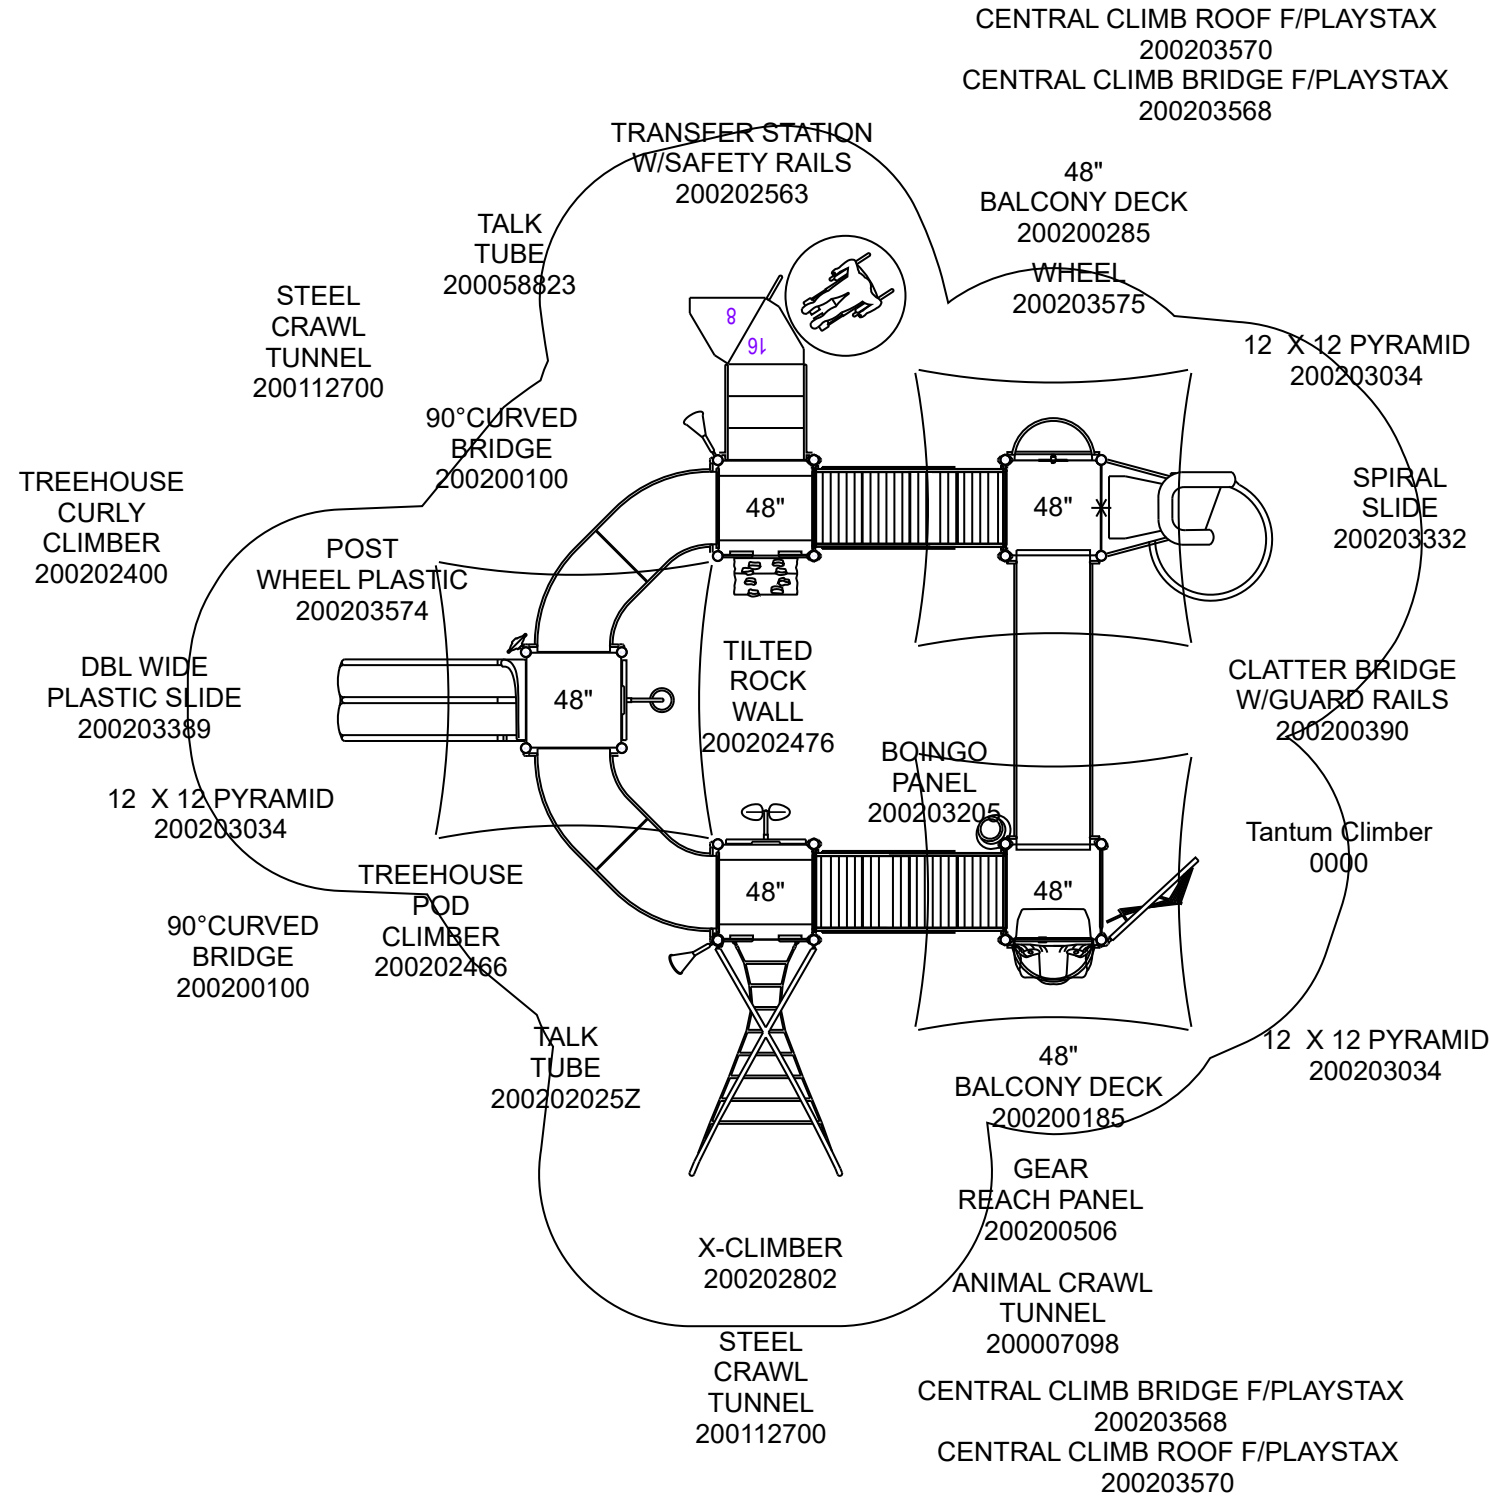 CENTRAL CLIMB ROOF F/PLAYSTAX
200203570
CENTRAL CLIMB BRIDGE F/PLAYSTAX
200203568
TRANSFER STATION
W/SAFETY RAILS
200202563
48"
BALCONY DECK
200200285
WHEEL
200203575
TALK
TUBE
200058823
STEEL
CRAWL
TUNNEL
200112700
8
16
12 X 12 PYRAMID
200203034
90°CURVED
BRIDGE
200200100
TREEHOUSE
CURLY
CLIMBER
200202400
48"
48"
SPIRAL
SLIDE
200203332
POST
WHEEL PLASTIC
200203574
DBL WIDE
PLASTIC SLIDE
200203389
48"
TILTED
ROCK
WALL
200202476
CLATTER BRIDGE
W/GUARD RAILS
200200390
BOINGO
PANEL
200203205
12 X 12 PYRAMID
200203034
Tantum Climber
0000
TREEHOUSE
POD
CLIMBER
200202466
48"
48"
90°CURVED
BRIDGE
200200100
TALK
TUBE
200202025Z
12 X 12 PYRAMID
200203034
48"
BALCONY DECK
200200185
GEAR
REACH PANEL
200200506
X-CLIMBER
200202802
ANIMAL CRAWL
TUNNEL
200007098
STEEL
CRAWL
TUNNEL
200112700
CENTRAL CLIMB BRIDGE F/PLAYSTAX
200203568
CENTRAL CLIMB ROOF F/PLAYSTAX
200203570